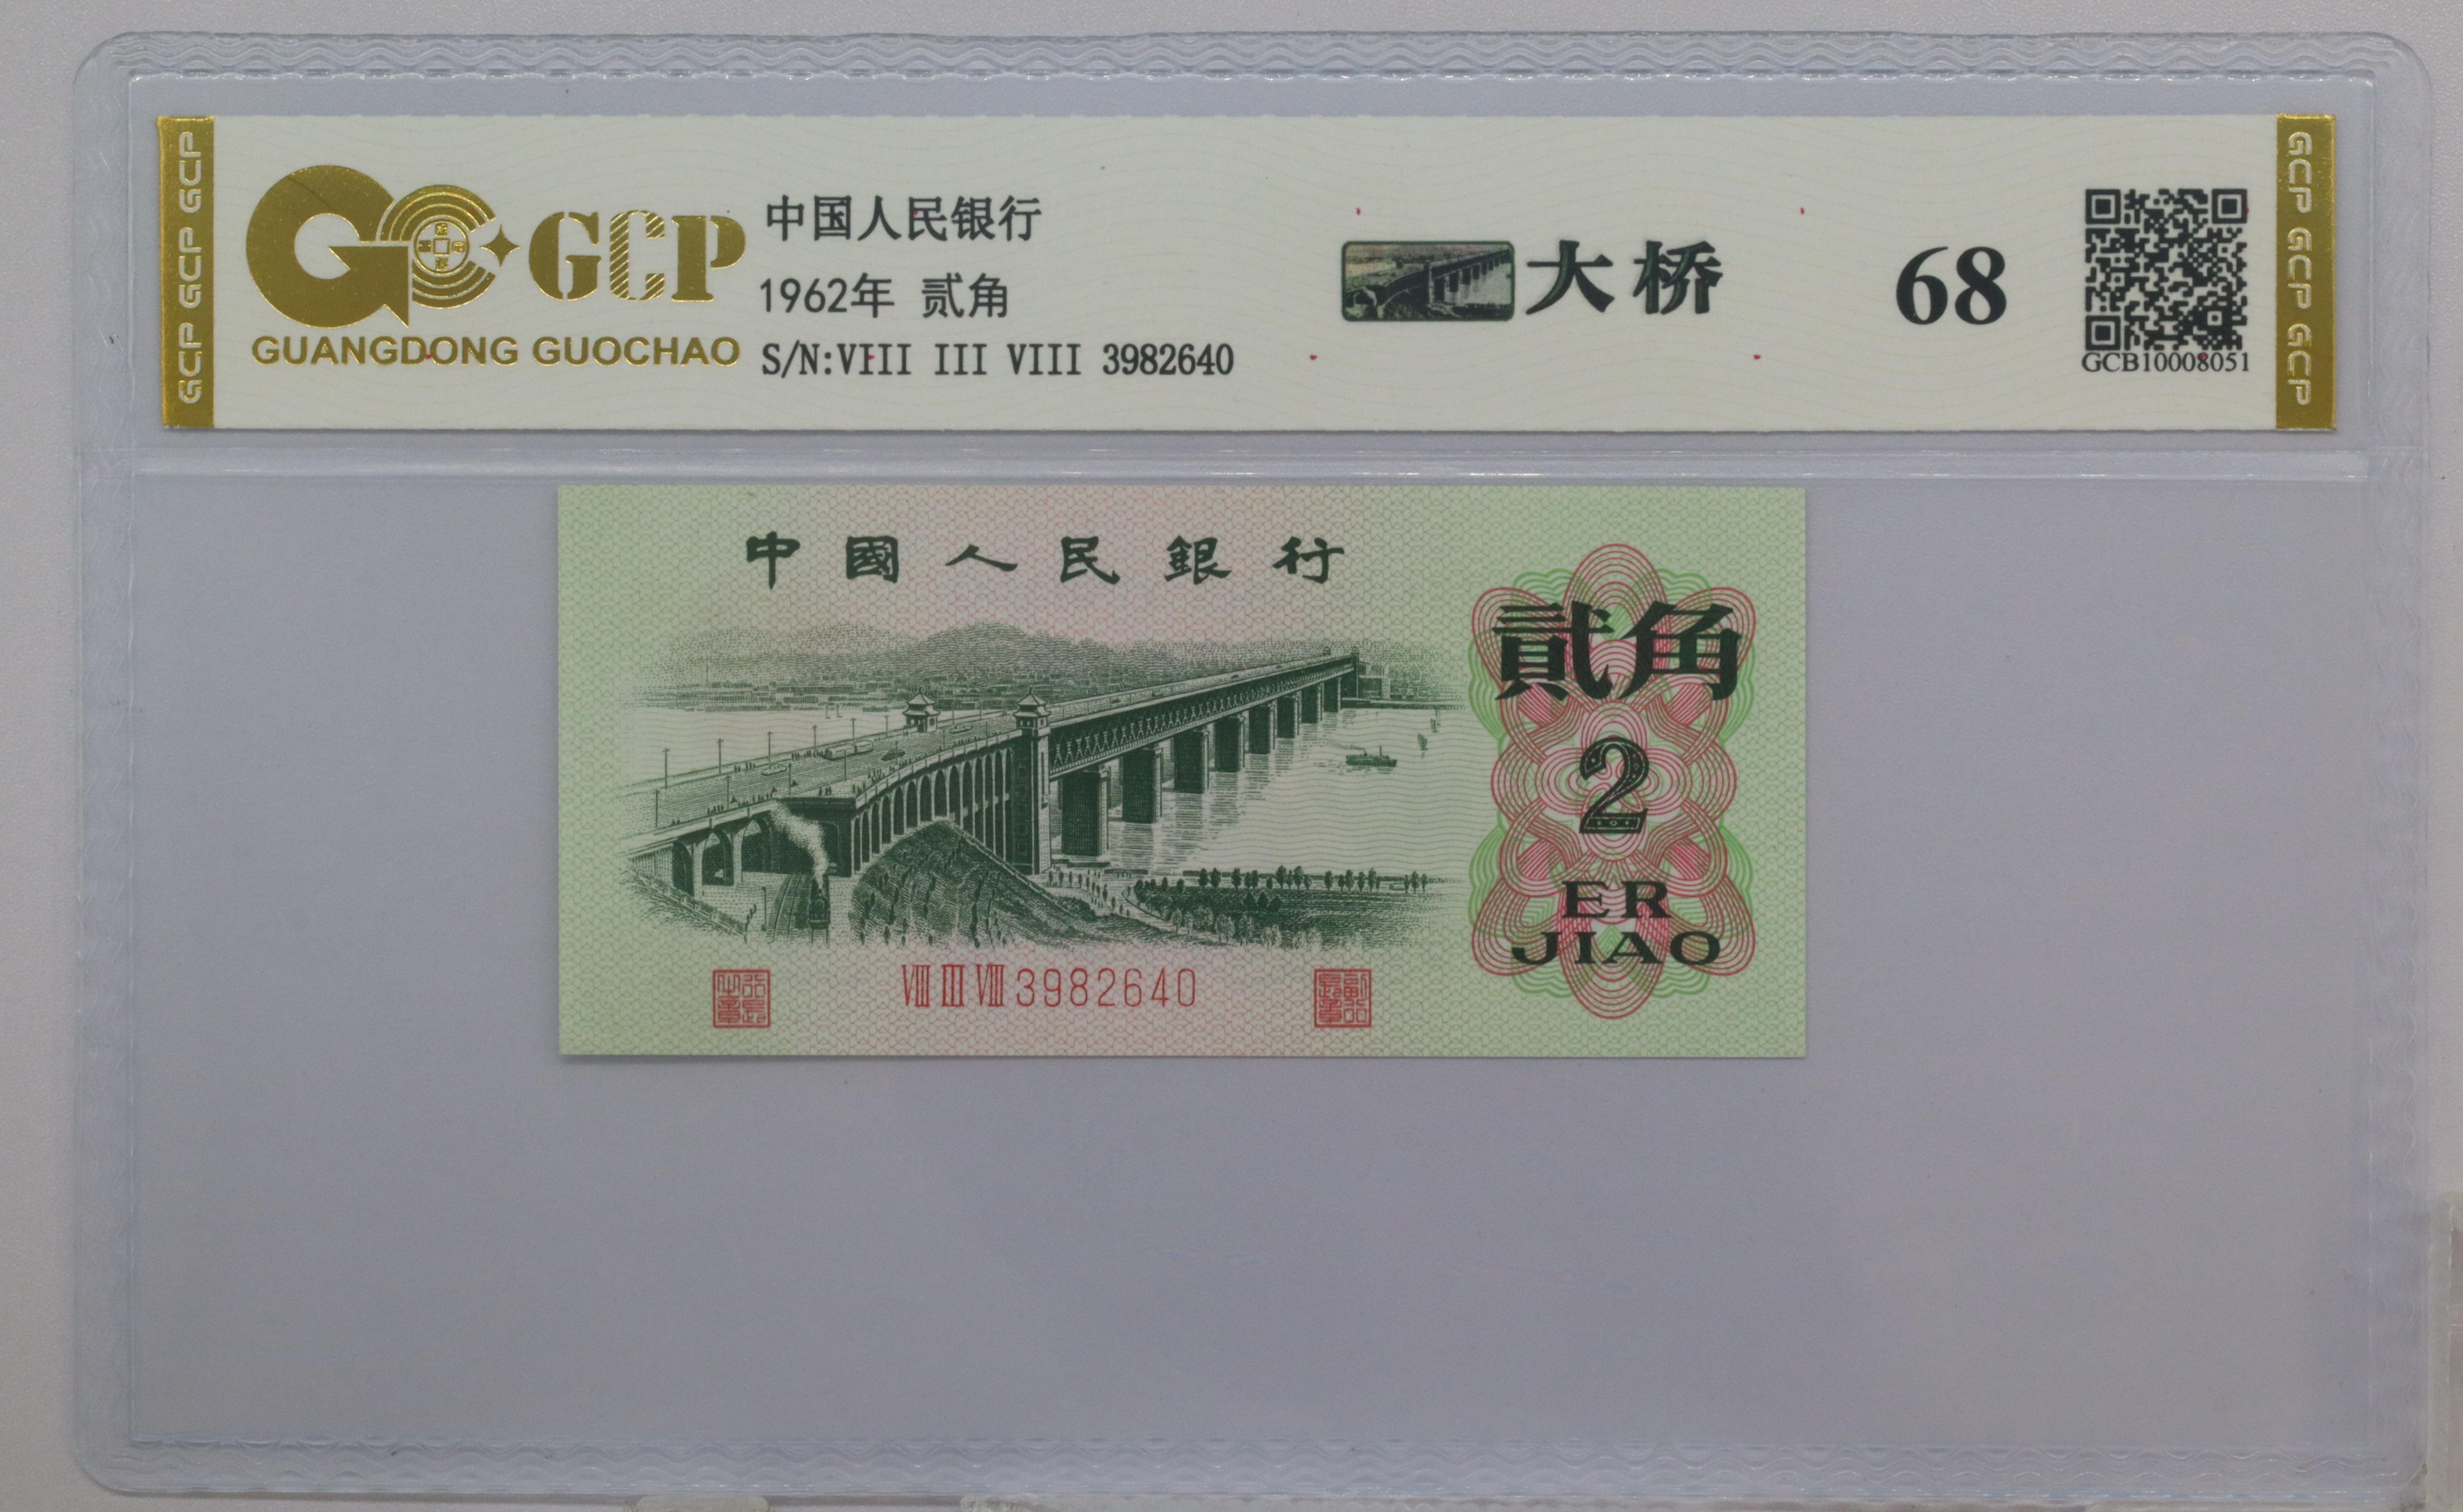 GCP GCP GCP
GCP
GUANGDONG GUOCHAO
中国人民银行
1962年 贰角
S/N:VIII III VIII 3982640
大桥
68
GCB10008051
GCP GCP GCP
中國人民銀行
貳角
2
ER
JIAO
VIII III VIII 3982640